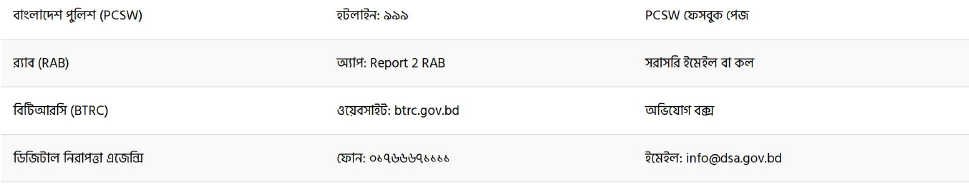 বাংলাদেশ পুলিশ (PCSW) হটলাইন: ৯৯৯ PCSW ফেসবুক পেজ
র‍্যাব (RAB) অ্যাপ: Report 2 RAB সরাসরি ইমেইল বা কল
বিটিআরসি (BTRC) ওয়েবসাইট: btrc.gov.bd অভিযোগ বক্স
ডিজিটাল নিরাপত্তা এজেন্সি ফোন: ০১৭৬৬৬৭১১১১ ইমেইল: info@dsa.gov.bd